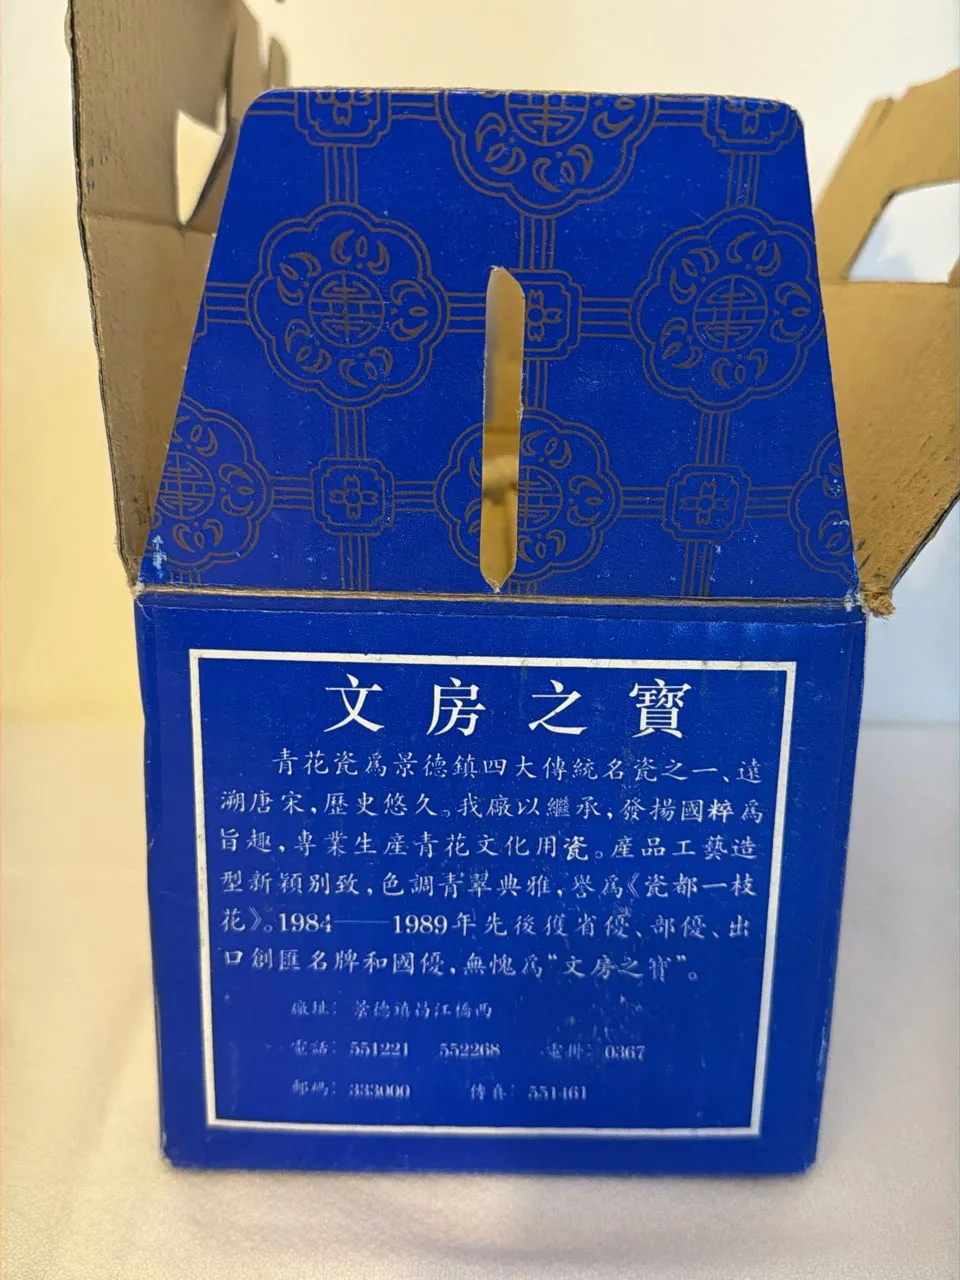 文房之寶
青花瓷爲景德鎮四大傳統名瓷之一、遠
溯唐宋，歷史悠久。我廠以繼承，發揚國粹爲
旨趣，專業生産青花文化用瓷。産品工藝造
型新穎别致，色調青翠典雅，譽爲《瓷都一枝
花》。1984——1989年先後獲省優、部優、出
口創匯名牌和國優，無愧爲“文房之寶”。
廠址：景德鎮昌江橋西
電話：551221 552268 電掛：0367
郵碼：333000 傳真：551461